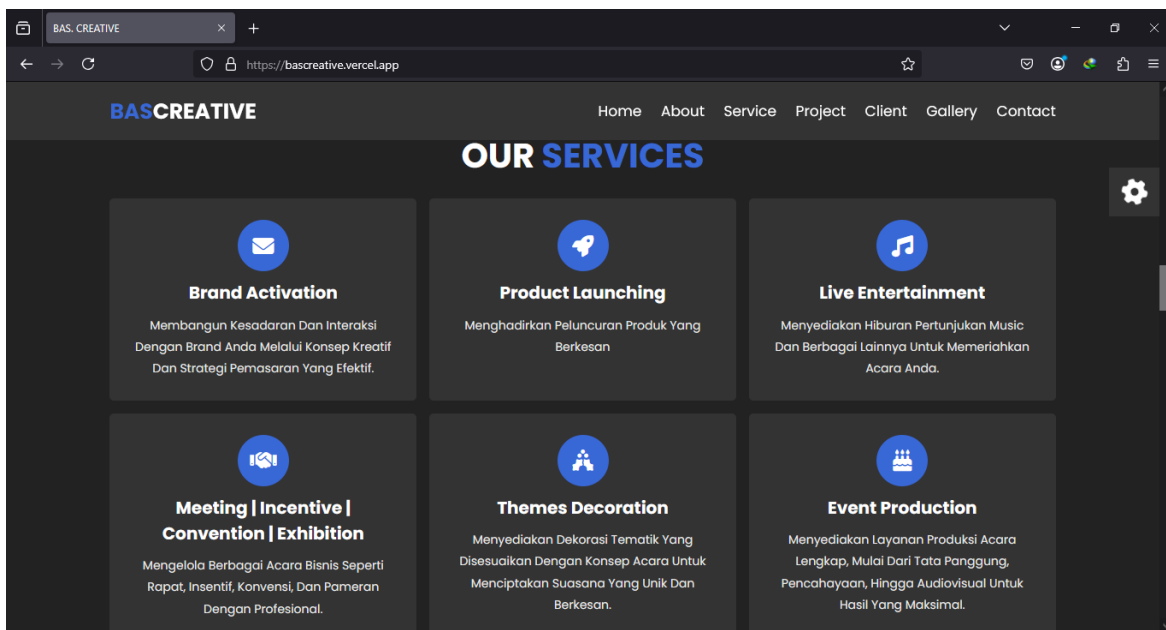 BAS. CREATIVE
https://bascreative.vercel.app
BASCREATIVE
Home About Service Project Client Gallery Contact
OUR SERVICES
Brand Activation
Membangun Kesadaran Dan Interaksi
Dengan Brand Anda Melalui Konsep Kreatif
Dan Strategi Pemasaran Yang Efektif.
Product Launching
Menghadirkan Peluncuran Produk Yang
Berkesan
Live Entertainment
Menyediakan Hiburan Pertunjukan Music
Dan Berbagai Lainnya Untuk Memeriahkan
Acara Anda.
Meeting | Incentive |
Convention | Exhibition
Mengelola Berbagai Acara Bisnis Seperti
Rapat, Insentif, Konvensi, Dan Pameran
Dengan Profesional.
Themes Decoration
Menyediakan Dekorasi Tematik Yang
Disesuaikan Dengan Konsep Acara Untuk
Menciptakan Suasana Yang Unik Dan
Berkesan.
Event Production
Menyediakan Layanan Produksi Acara
Lengkap, Mulai Dari Tata Panggung,
Pencahayaan, Hingga Audiovisual Untuk
Hasil Yang Maksimal.